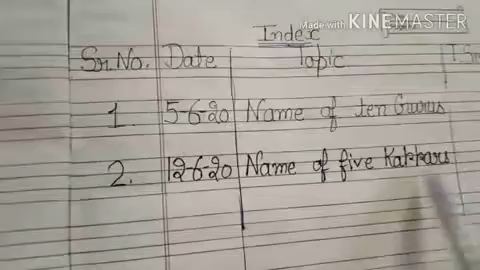 Made with KINEMASTER
Index
Sr.No. Date Topic
1. 5-6-20 Name of ten Gurus
2. 12-6-20 Name of five Kakkars